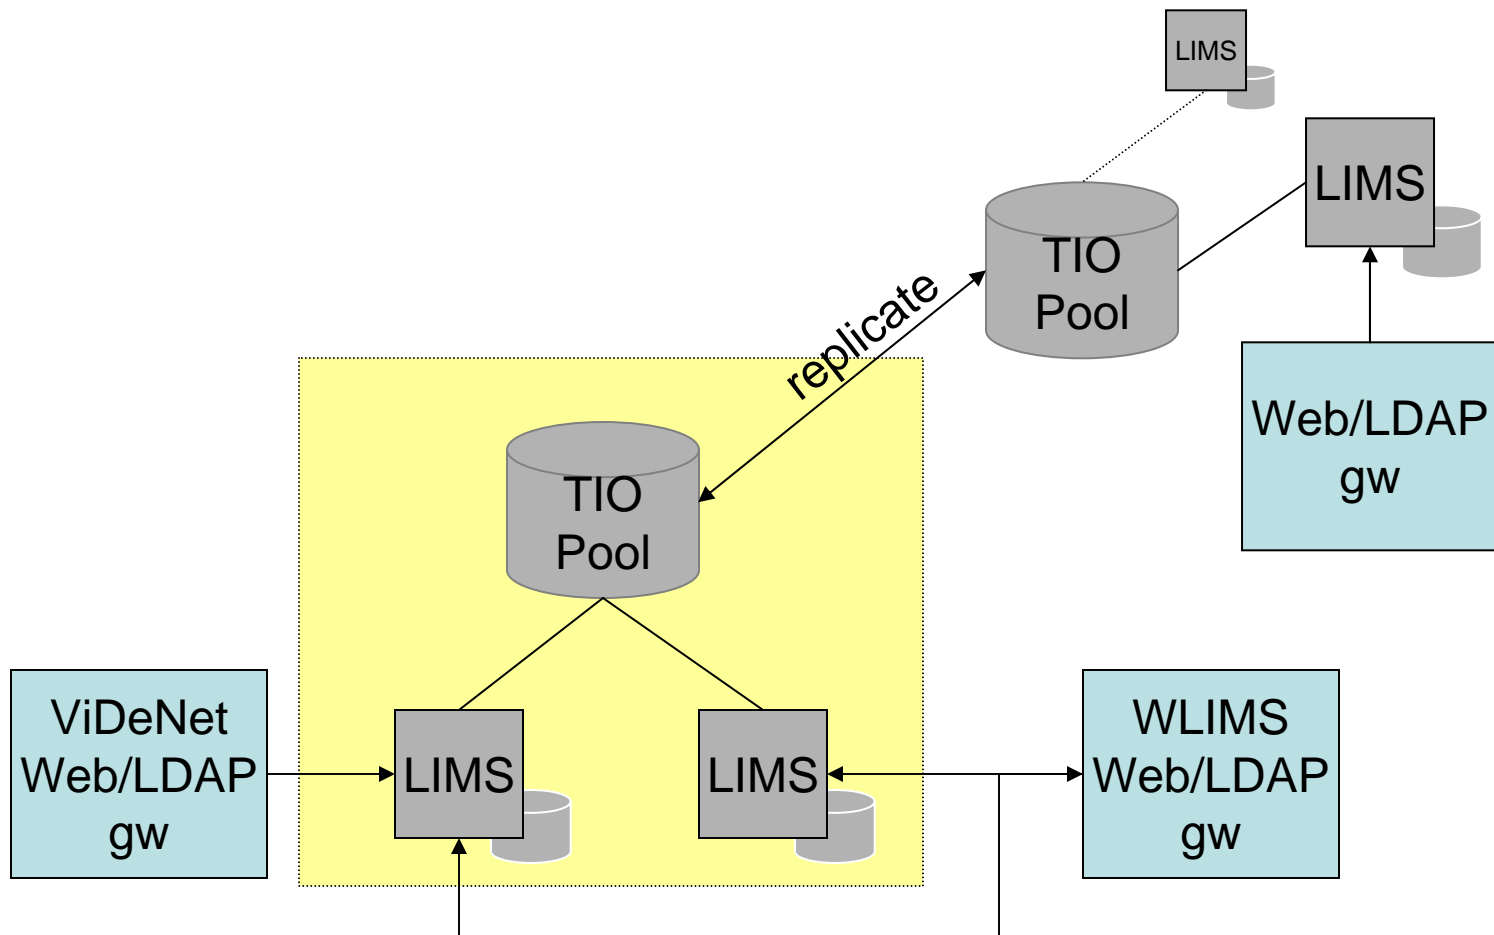 LIMS
LIMS
TIO
Pool
replicate
Web/LDAP
gw
TIO
Pool
ViDeNet
Web/LDAP
gw
LIMS
LIMS
WLIMS
Web/LDAP
gw